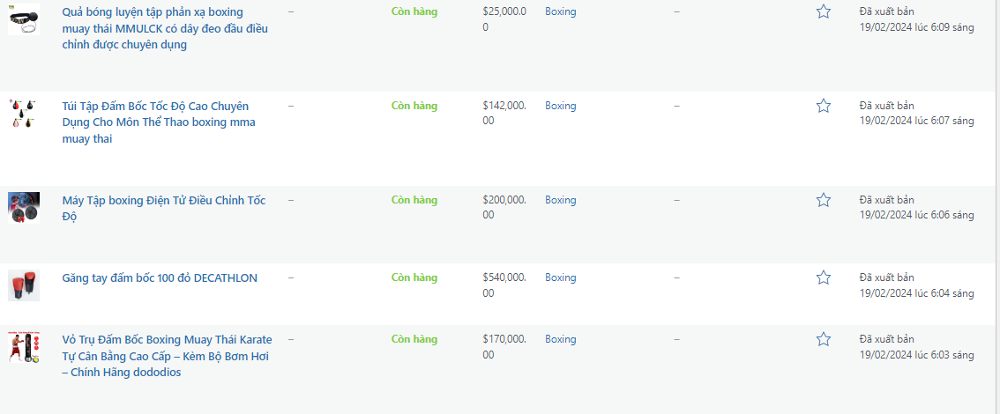 Quả bóng luyện tập phản xạ boxing
muay thái MMULCK có dây đeo đầu điều
chỉnh được chuyên dụng
–
Còn hàng
$25,000.0
0
Boxing
–
Đã xuất bản
19/02/2024 lúc 6:09 sáng
Túi Tập Đấm Bốc Tốc Độ Cao Chuyên
Dụng Cho Môn Thể Thao boxing mma
muay thai
–
Còn hàng
$142,000.
00
Boxing
–
Đã xuất bản
19/02/2024 lúc 6:07 sáng
Máy Tập boxing Điện Tử Điều Chỉnh Tốc
Độ
–
Còn hàng
$200,000.
00
Boxing
–
Đã xuất bản
19/02/2024 lúc 6:06 sáng
Găng tay đấm bốc 100 đỏ DECATHLON
–
Còn hàng
$540,000.
00
Boxing
–
Đã xuất bản
19/02/2024 lúc 6:04 sáng
Vỏ Trụ Đấm Bốc Boxing Muay Thái Karate
Tự Cân Bằng Cao Cấp – Kèm Bộ Bơm Hơi
– Chính Hãng dododios
–
Còn hàng
$170,000.
00
Boxing
–
Đã xuất bản
19/02/2024 lúc 6:03 sáng